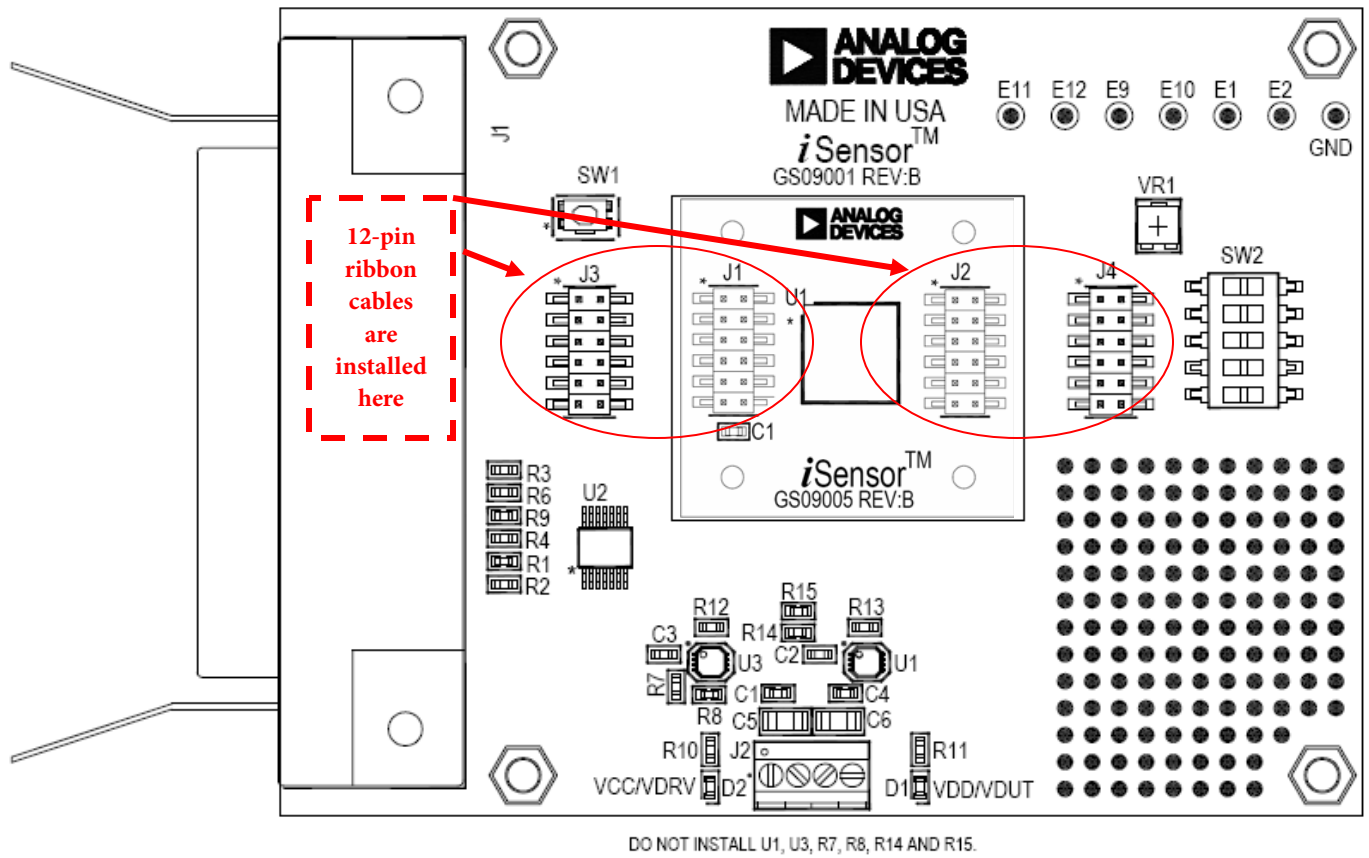 ANALOG
DEVICES
MADE IN USA
iSensor™
GS09001 REV:B
E11 E12 E9 E10 E1 E2
GND
J1
SW1
VR1
SW2
12-pin
ribbon
cables
are
installed
here
ANALOG
DEVICES
* J3
* J1
U1
*
* J2
* J4
C1
iSensor™
GS09005 REV:B
R3
R6
R9
R4
R1
R2
U2
*
R12
C3
U3
R7
R8
R15
R14
C2
R13
U1
C1
C4
C5
C6
R10
J2
R11
VCC/VDRV
D2
D1
VDD/VDUT
DO NOT INSTALL U1, U3, R7, R8, R14 AND R15.